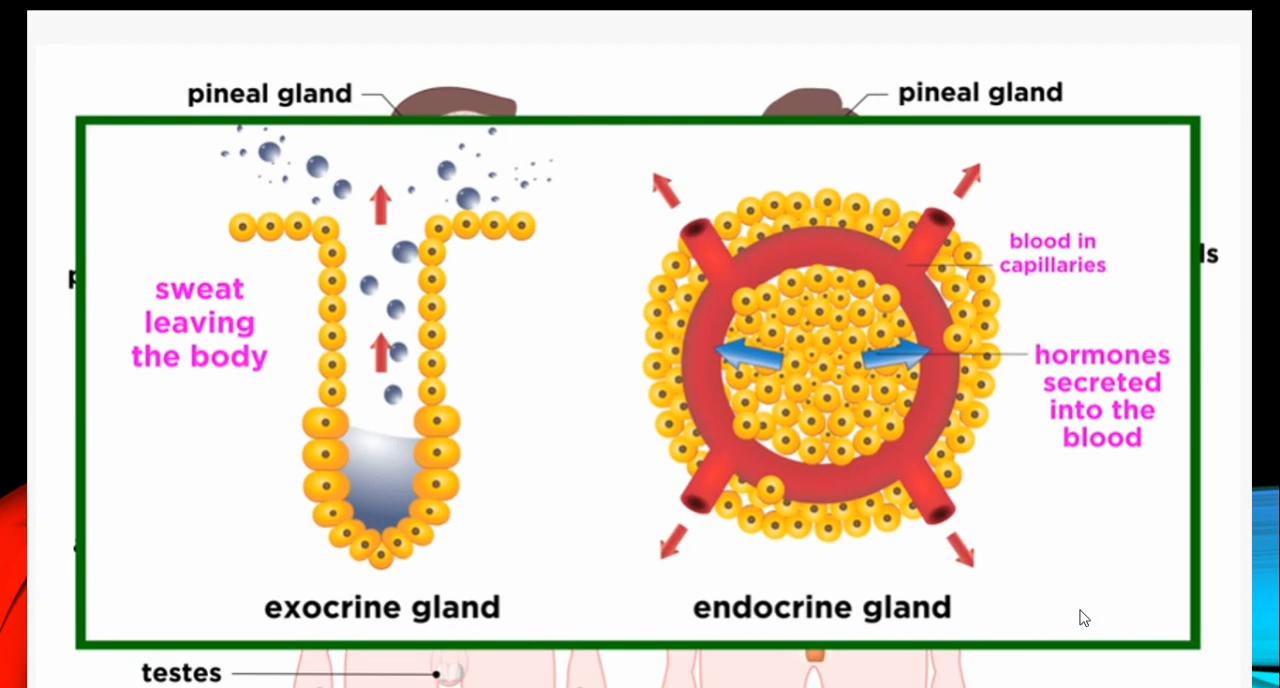 pineal gland
pineal gland
sweat
leaving
the body
blood in
capillaries
hormones
secreted
into the
blood
exocrine gland
endocrine gland
testes